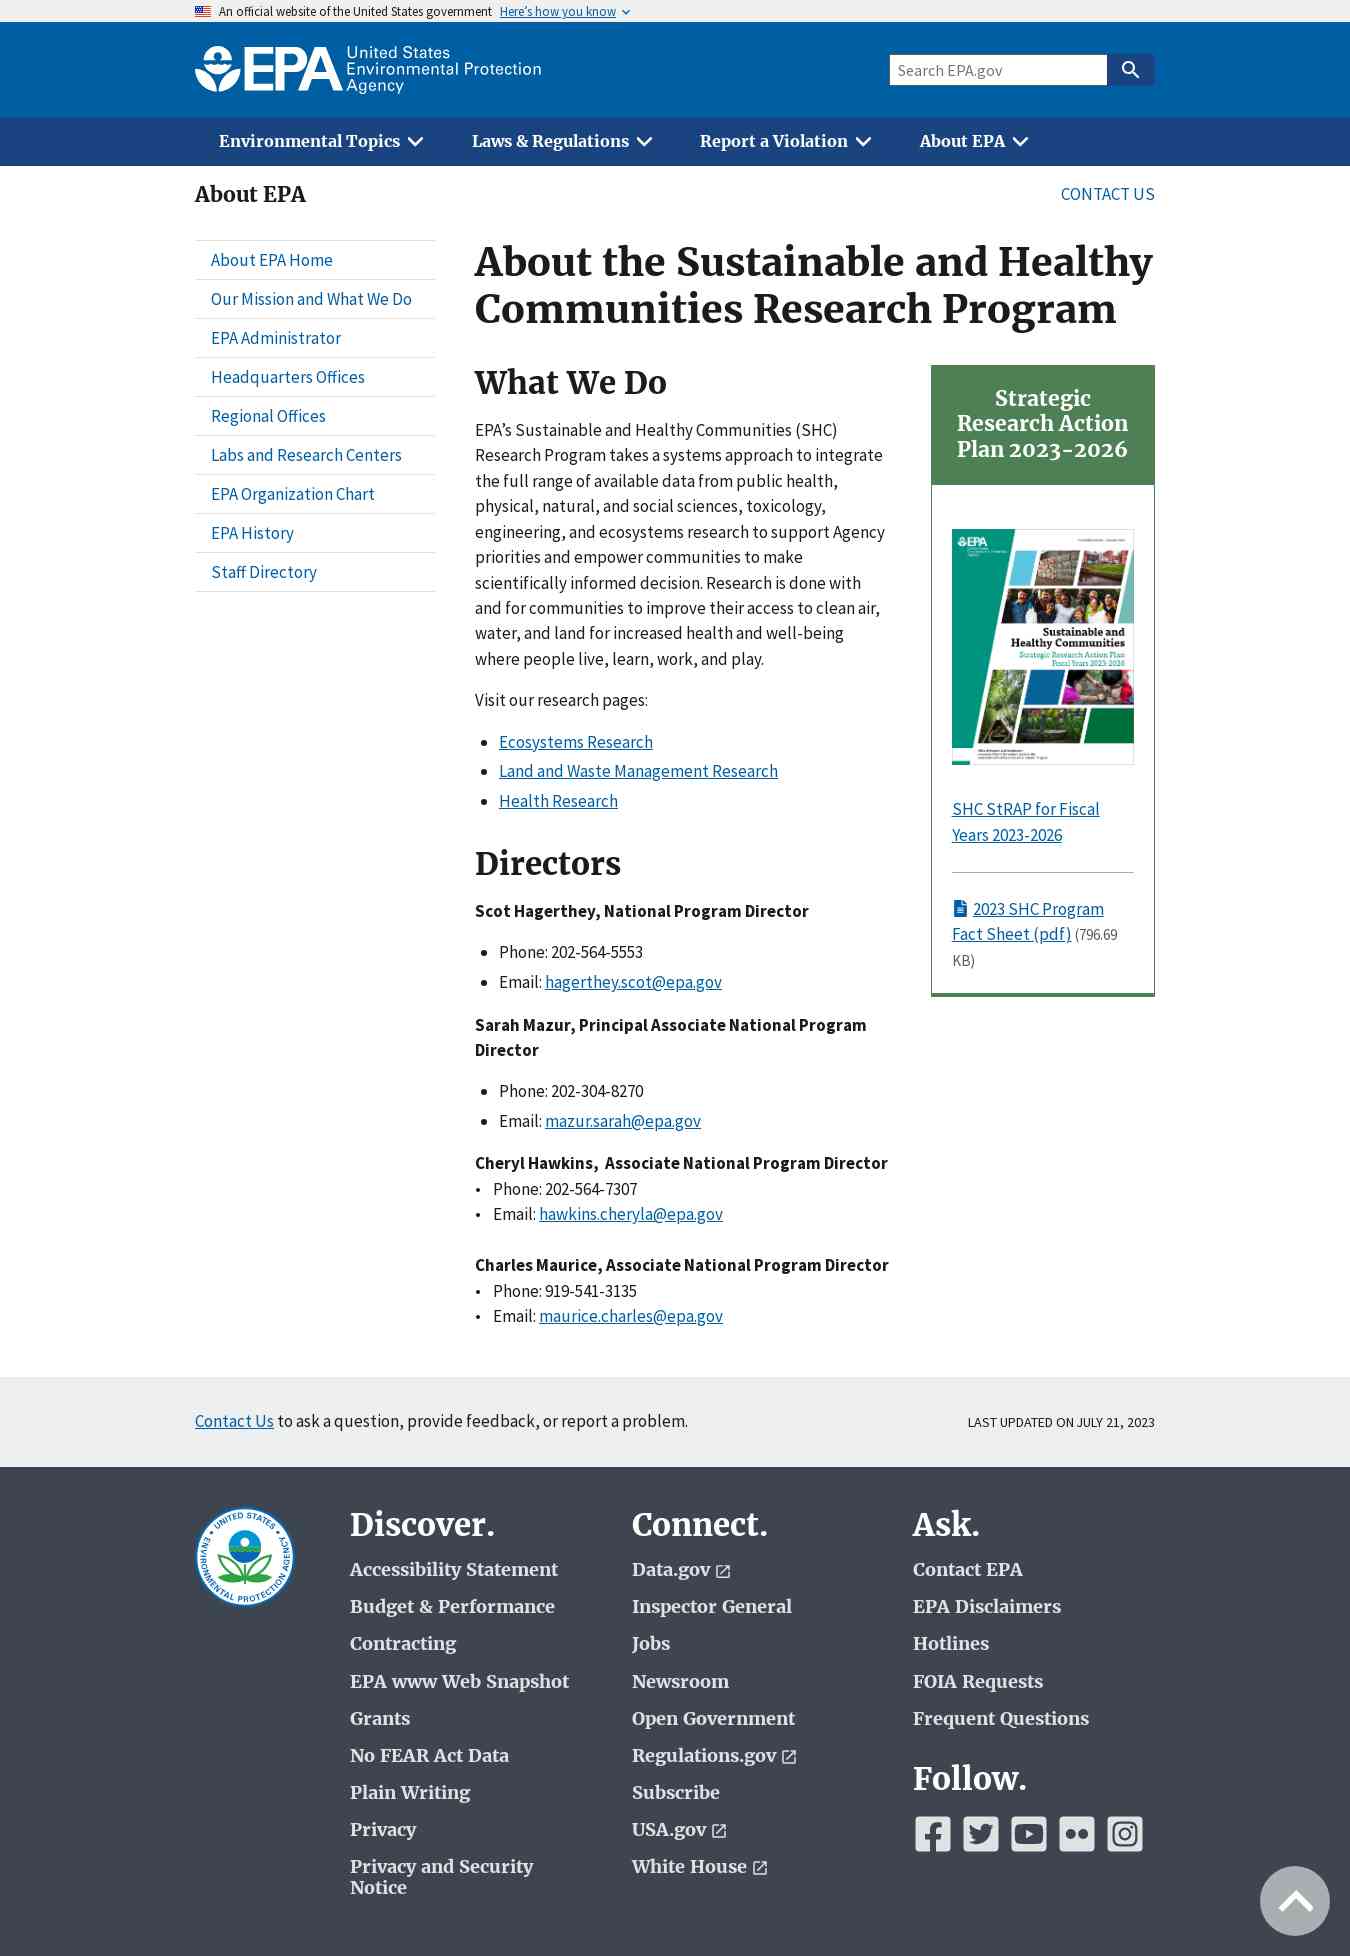 An official website of the United States government Here's how you know
EPA United States
Environmental Protection
Agency
Search EPA.gov
Environmental Topics
Laws & Regulations
Report a Violation
About EPA
About EPA
CONTACT US
About EPA Home
Our Mission and What We Do
EPA Administrator
Headquarters Offices
Regional Offices
Labs and Research Centers
EPA Organization Chart
EPA History
Staff Directory
About the Sustainable and Healthy
Communities Research Program
What We Do
EPA’s Sustainable and Healthy Communities (SHC)
Research Program takes a systems approach to integrate
the full range of available data from public health,
physical, natural, and social sciences, toxicology,
engineering, and ecosystems research to support Agency
priorities and empower communities to make
scientifically informed decision. Research is done with
and for communities to improve their access to clean air,
water, and land for increased health and well-being
where people live, learn, work, and play.
Visit our research pages:
• Ecosystems Research
• Land and Waste Management Research
• Health Research
Directors
Scot Hagerthey, National Program Director
• Phone: 202-564-5553
• Email: hagerthey.scot@epa.gov
Sarah Mazur, Principal Associate National Program
Director
• Phone: 202-304-8270
• Email: mazur.sarah@epa.gov
Cheryl Hawkins,  Associate National Program Director
• Phone: 202-564-7307
• Email: hawkins.cheryla@epa.gov
Charles Maurice, Associate National Program Director
• Phone: 919-541-3135
• Email: maurice.charles@epa.gov
Strategic
Research Action
Plan 2023-2026
EPA
Sustainable and
Healthy Communities
Strategic Research Action Plan
Fiscal Years 2023-2026
SHC StRAP for Fiscal
Years 2023-2026
2023 SHC Program
Fact Sheet (pdf) (796.69
KB)
Contact Us to ask a question, provide feedback, or report a problem.
LAST UPDATED ON JULY 21, 2023
UNITED STATES
ENVIRONMENTAL PROTECTION AGENCY
Discover.
Accessibility Statement
Budget & Performance
Contracting
EPA www Web Snapshot
Grants
No FEAR Act Data
Plain Writing
Privacy
Privacy and Security
Notice
Connect.
Data.gov
Inspector General
Jobs
Newsroom
Open Government
Regulations.gov
Subscribe
USA.gov
White House
Ask.
Contact EPA
EPA Disclaimers
Hotlines
FOIA Requests
Frequent Questions
Follow.